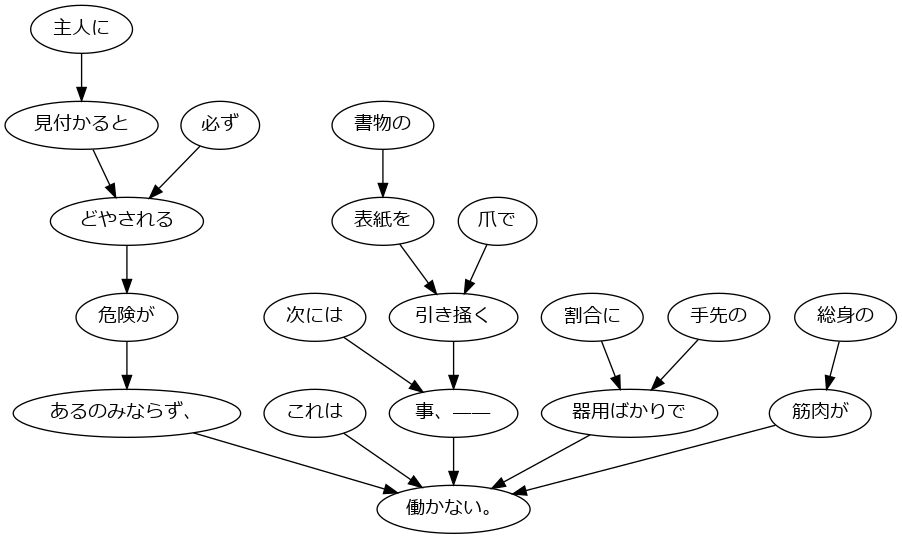 主人に
見付かると
必ず
書物の
どやされる
表紙を
爪で
危険が
次には
引き掻く
割合に
手先の
総身の
あるのみならず、
これは
事、——
器用ばかりで
筋肉が
働かない。